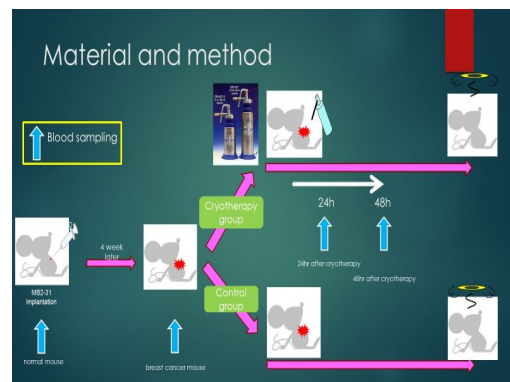 Material and method
Blood sampling
Cryotherapy
group
24h
48h
24hr after cryotherapy
48hr after cryotherapy
4 week
later
MB2-31
implantation
Control
group
normal mouse
breast cancer mouse